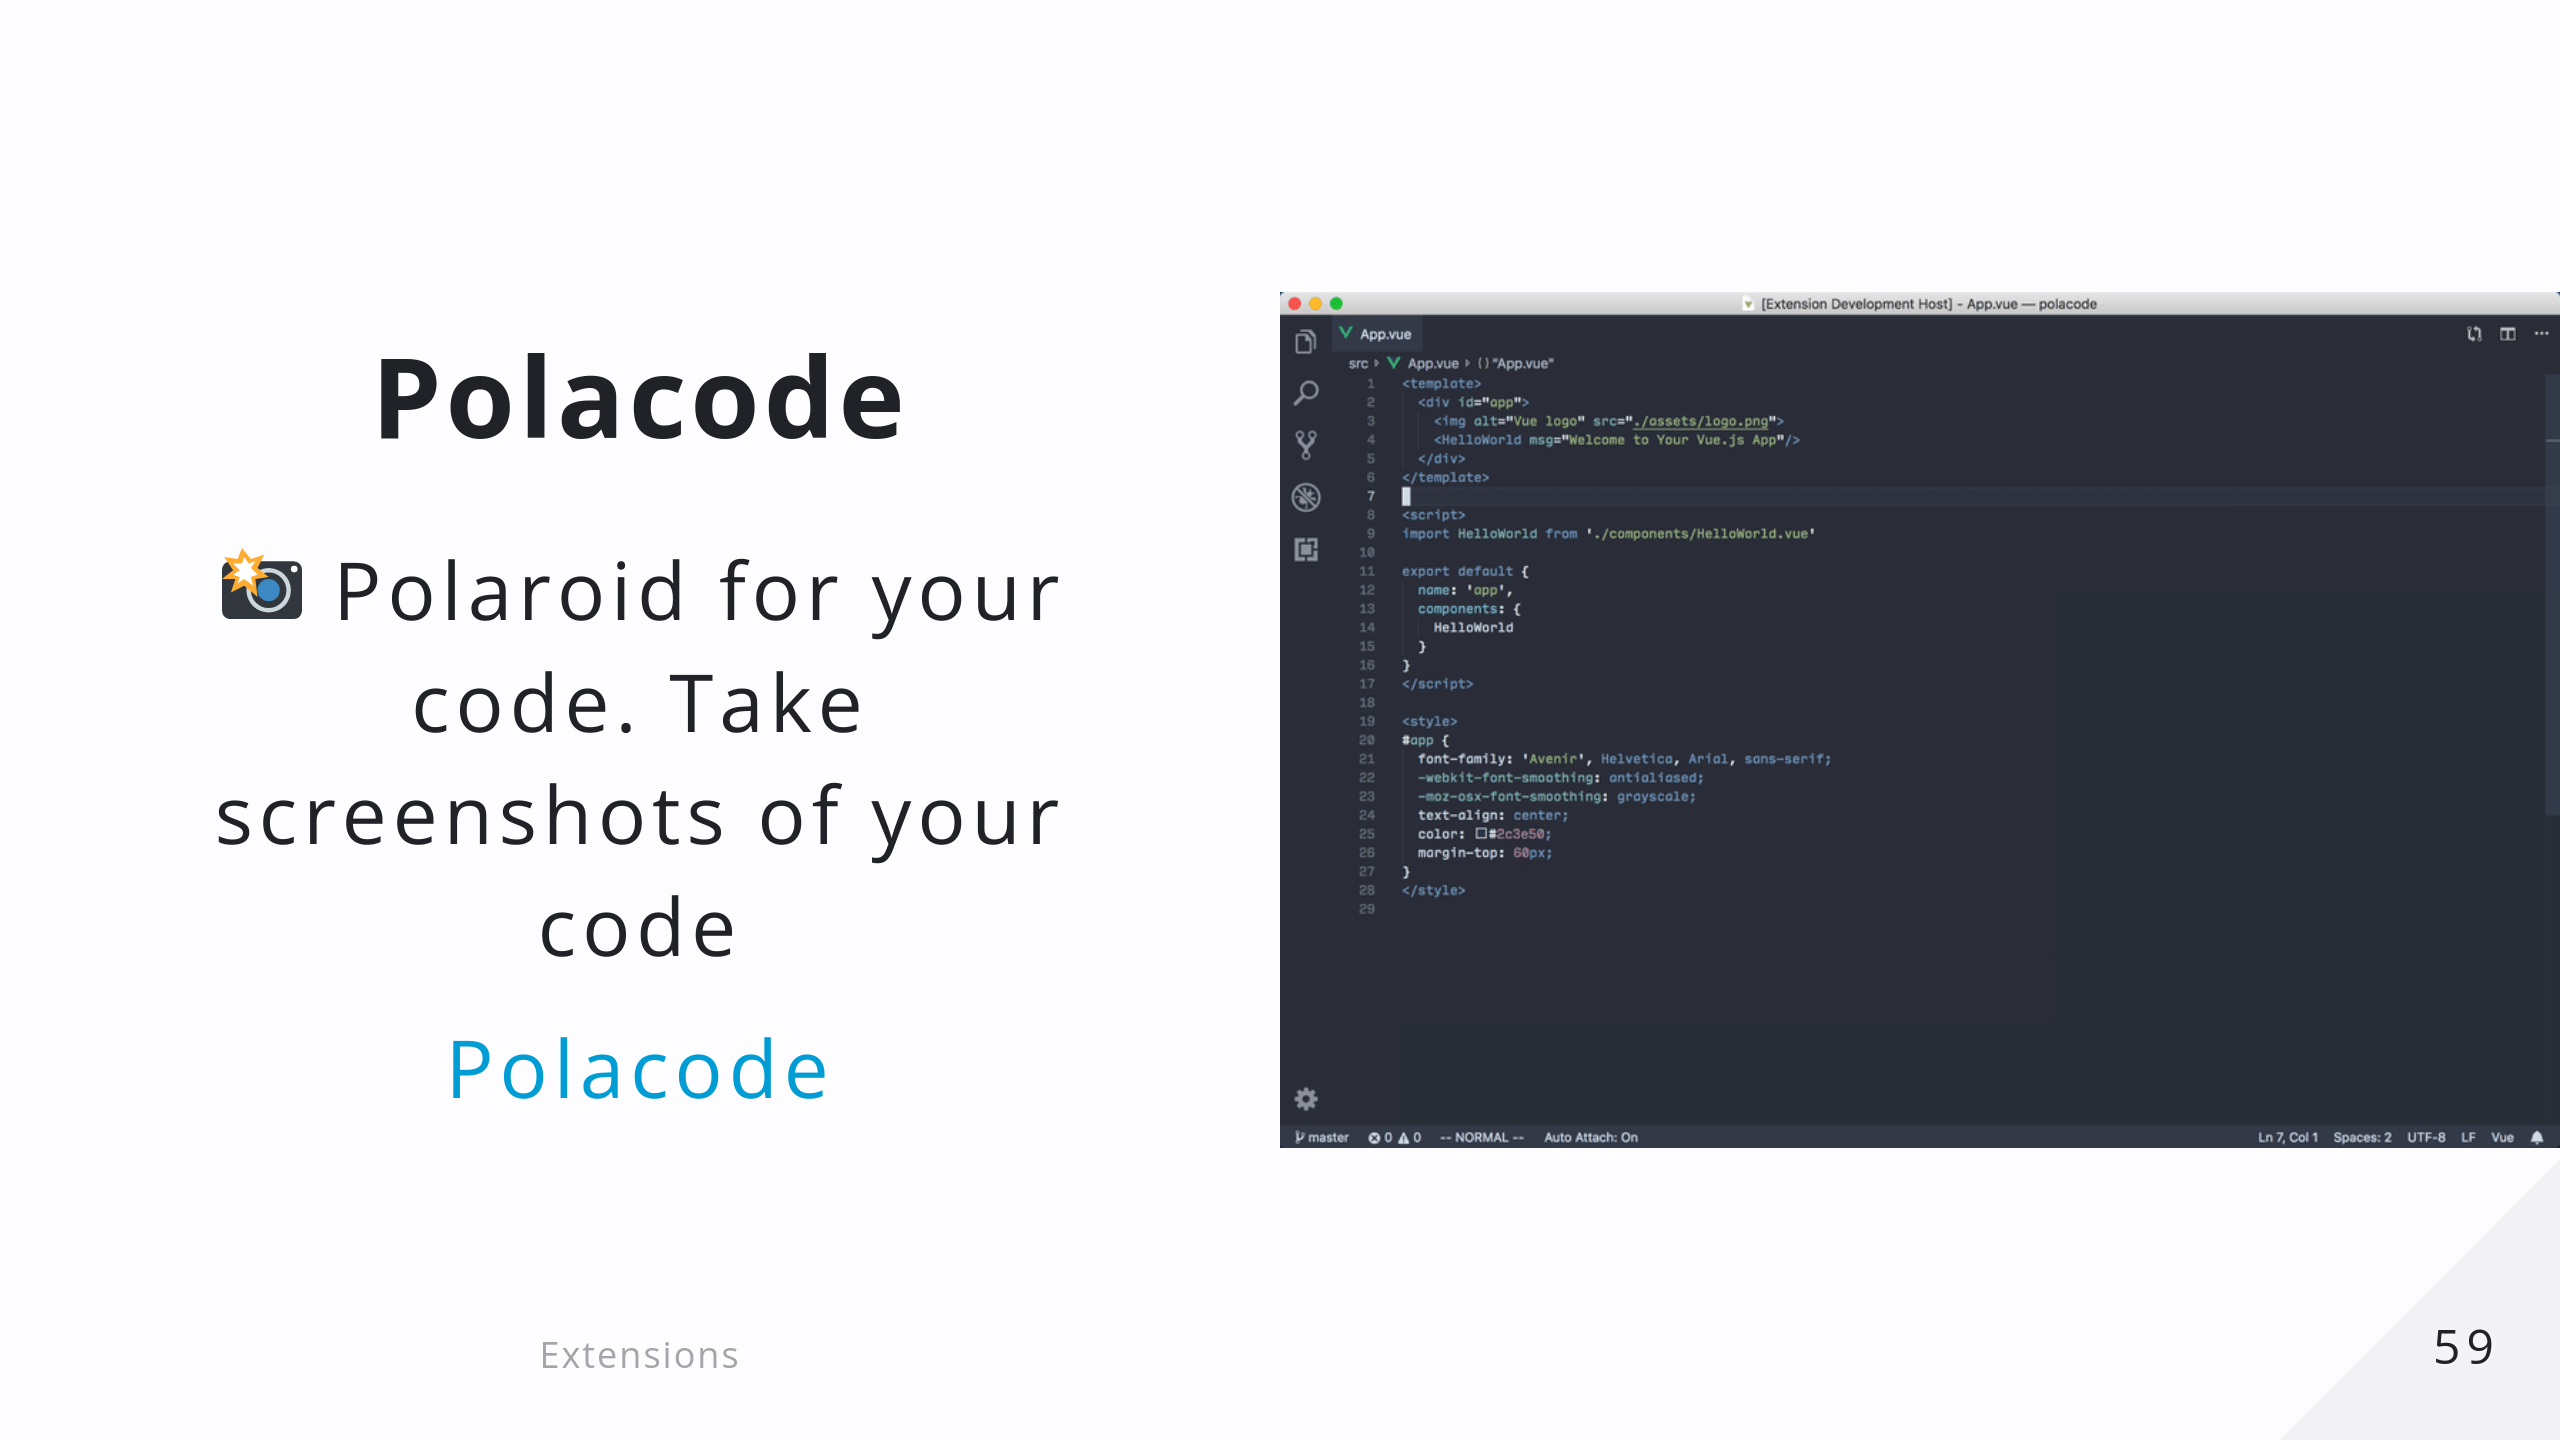 Polacode
📸 Polaroid for your
code. Take
screenshots of your
code
Polacode
Extensions
[Extension Development Host] - App.vue — polacode
App.vue
src App.vue {} "App.vue"
1 <template>
2 <div id="app">
3 <img alt="Vue logo" src="./assets/logo.png">
4 <HelloWorld msg="Welcome to Your Vue.js App"/>
5 </div>
6 </template>
7
8 <script>
9 import HelloWorld from './components/HelloWorld.vue'
10
11 export default {
12 name: 'app',
13 components: {
14 HelloWorld
15 }
16 }
17 </script>
18
19 <style>
20 #app {
21 font-family: 'Avenir', Helvetica, Arial, sans-serif;
22 -webkit-font-smoothing: antialiased;
23 -moz-osx-font-smoothing: grayscale;
24 text-align: center;
25 color: #2c3e50;
26 margin-top: 60px;
27 }
28 </style>
29
master 0 0 -- NORMAL -- Auto Attach: On Ln 7, Col 1 Spaces: 2 UTF-8 LF Vue
59